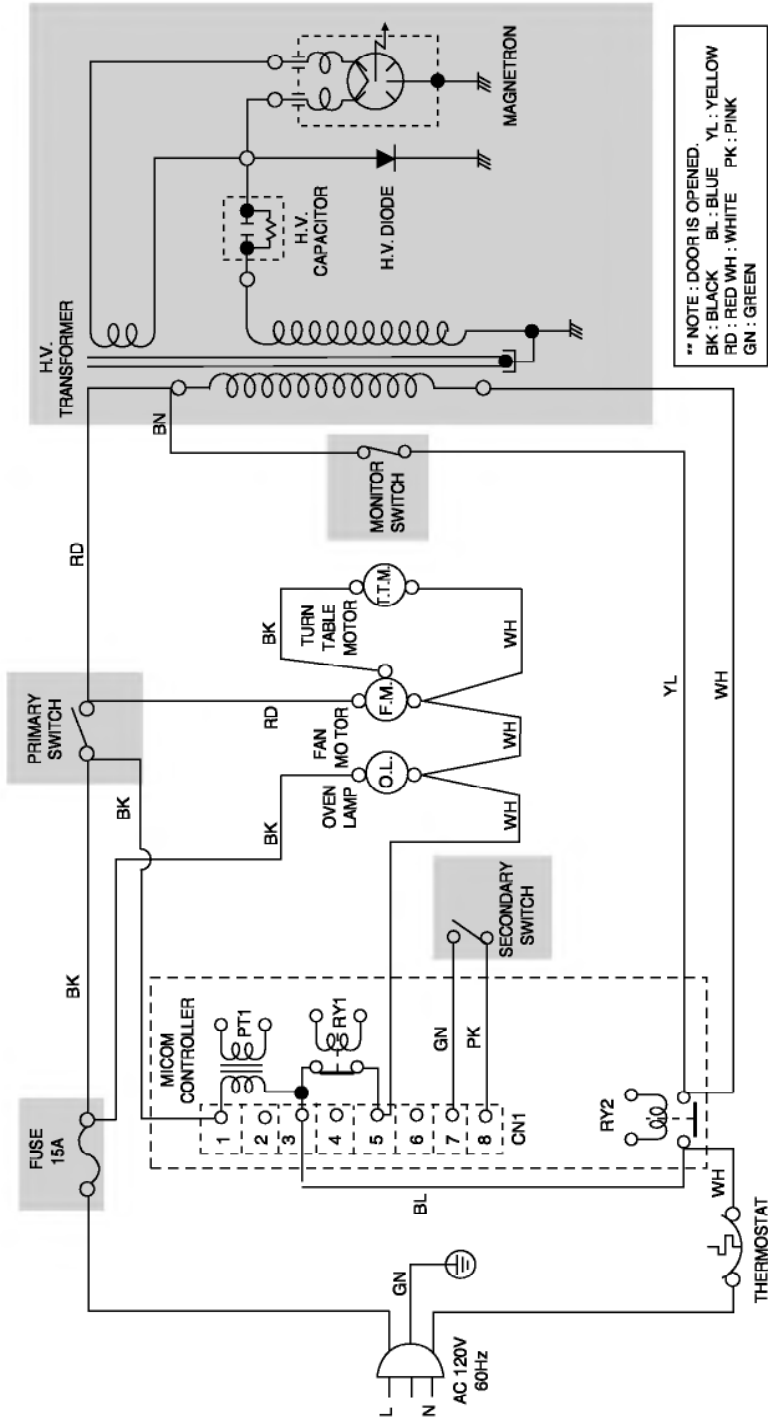 H.V.
TRANSFORMER
H.V.
CAPACITOR
H.V. DIODE
MAGNETRON
** NOTE : DOOR IS OPENED.
BK : BLACK BL : BLUE YL : YELLOW
RD : RED WH : WHITE PK : PINK
GN : GREEN
BN
MONITOR
SWITCH
RD
PRIMARY
SWITCH
BK
BK
BK
RD
BK
TURN
TABLE
MOTOR
T.T.M.
FAN
MO TOR
F.M.
OVEN
LAMP
O.L.
BK
WH
WH
WH
YL
WH
SECONDARY
SWITCH
FUSE
15A
MICOM
CONTROLLER
PT1
RY1
1
2
3
4
5
6
7
8
CN1
GN
PK
RY2
BL
WH
THERMOSTAT
GN
L
N
AC 120V
60Hz